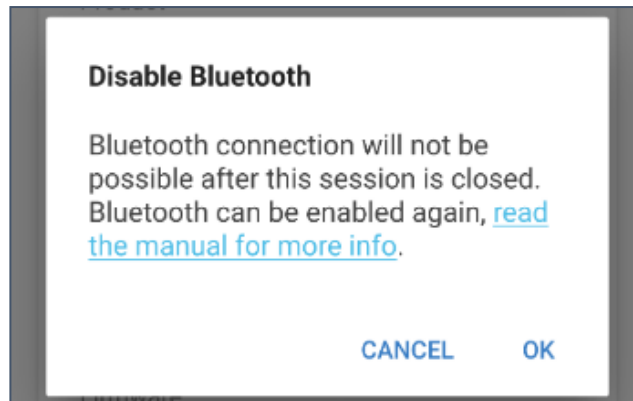 Disable Bluetooth
Bluetooth connection will not be
possible after this session is closed.
Bluetooth can be enabled again, read
the manual for more info.
CANCEL OK